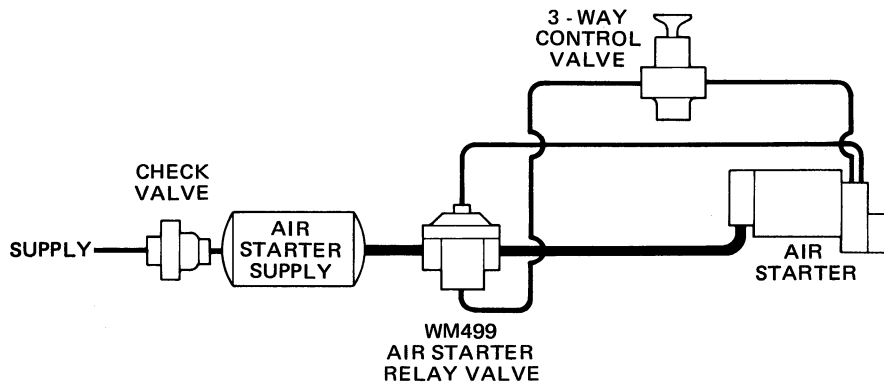 3 - WAY
CONTROL
VALVE
CHECK
VALVE
SUPPLY
AIR
STARTER
SUPPLY
AIR
STARTER
WM499
AIR STARTER
RELAY VALVE